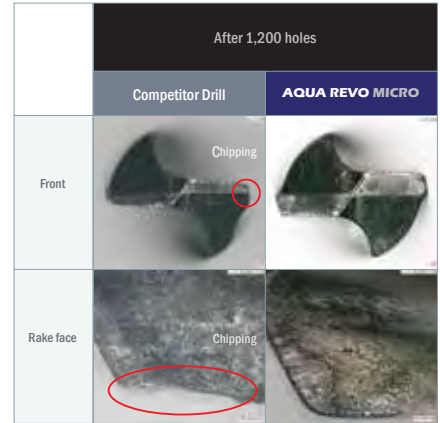 After 1,200 holes
Competitor Drill
AQUA REVO MICRO
Front
Chipping
Rake face
Chipping